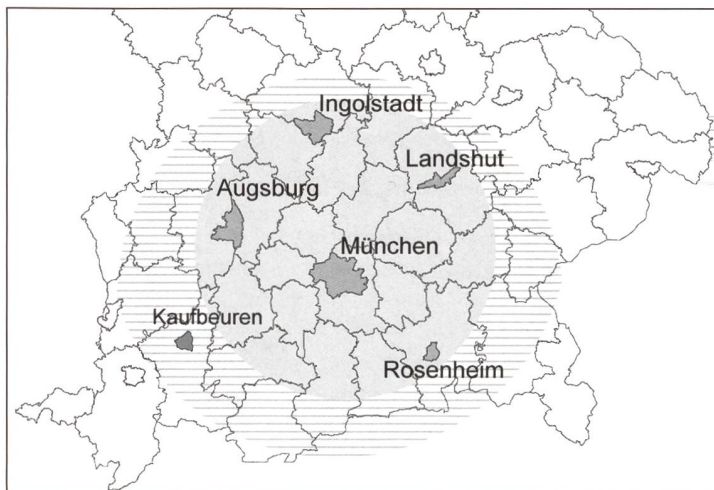 Ingolstadt
Landshut
Augsburg
München
Kaufbeuren
Rosenheim